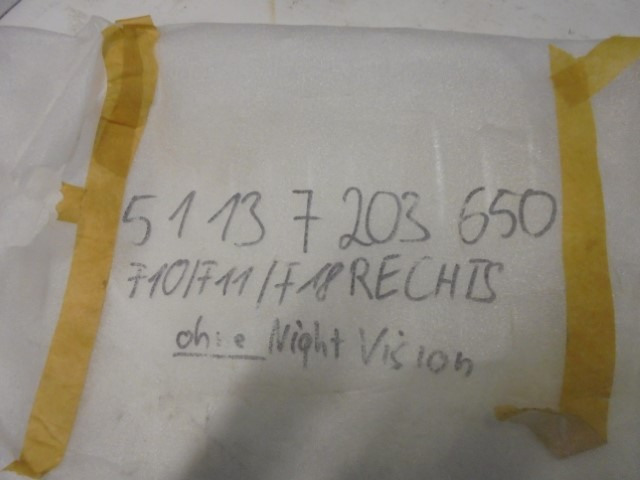 51 13 7 203 650
F10/F11/F18 RECHTS
ohne Night Vision